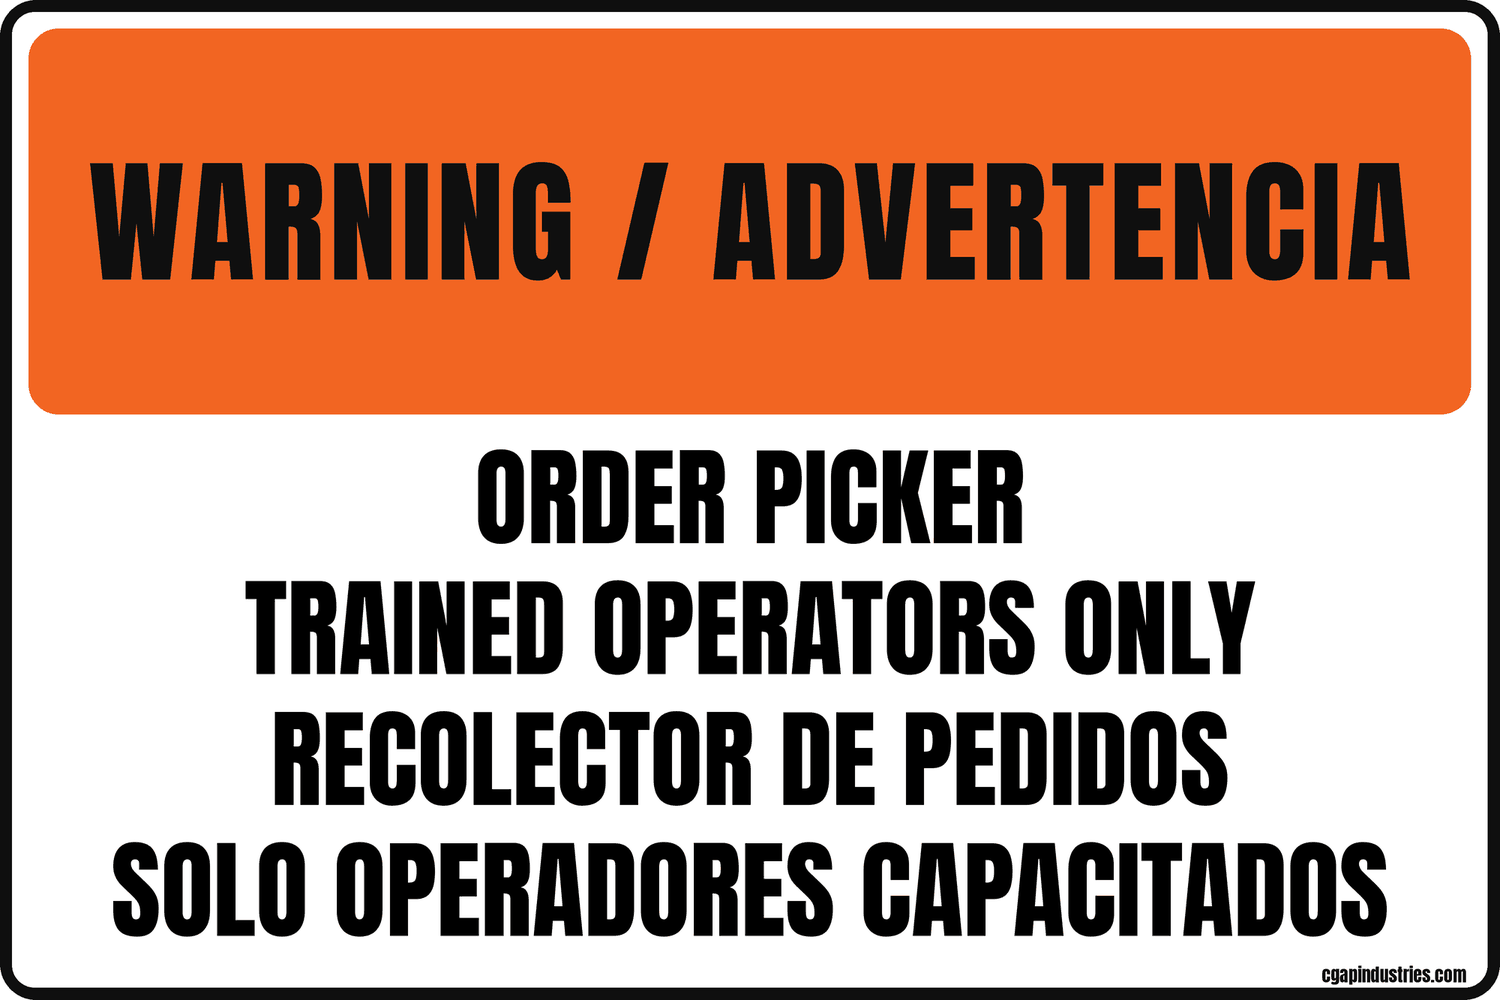 WARNING / ADVERTENCIA
ORDER PICKER
TRAINED OPERATORS ONLY
RECOLECTOR DE PEDIDOS
SOLO OPERADORES CAPACITADOS
cgapindustries.com